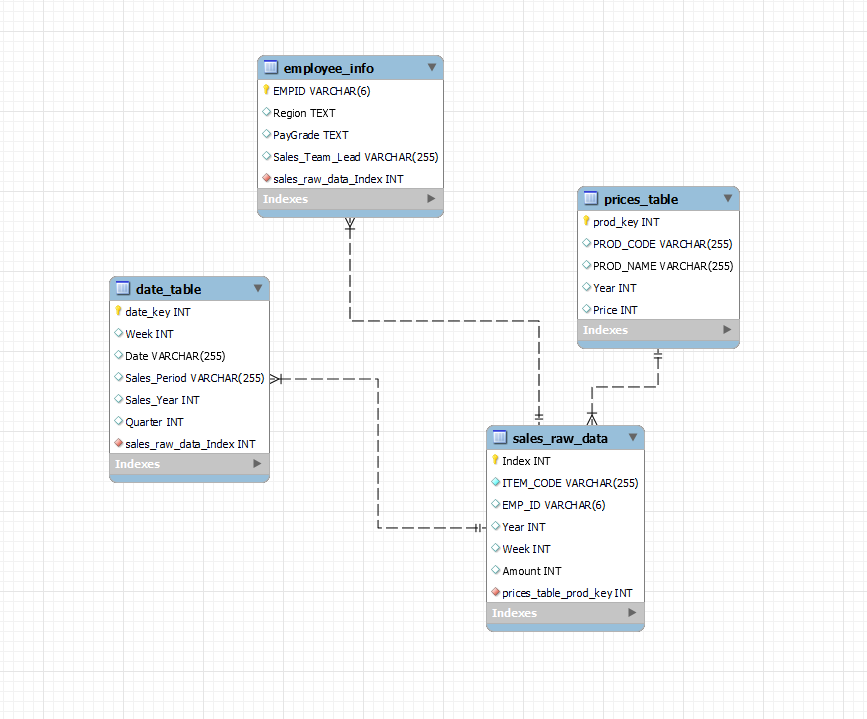 employee_info
EMPID VARCHAR(6)
Region TEXT
PayGrade TEXT
Sales_Team_Lead VARCHAR(255)
sales_raw_data_Index INT
Indexes
prices_table
prod_key INT
PROD_CODE VARCHAR(255)
PROD_NAME VARCHAR(255)
Year INT
Price INT
Indexes
date_table
date_key INT
Week INT
Date VARCHAR(255)
Sales_Period VARCHAR(255)
Sales_Year INT
Quarter INT
sales_raw_data_Index INT
Indexes
sales_raw_data
Index INT
ITEM_CODE VARCHAR(255)
EMP_ID VARCHAR(6)
Year INT
Week INT
Amount INT
prices_table_prod_key INT
Indexes